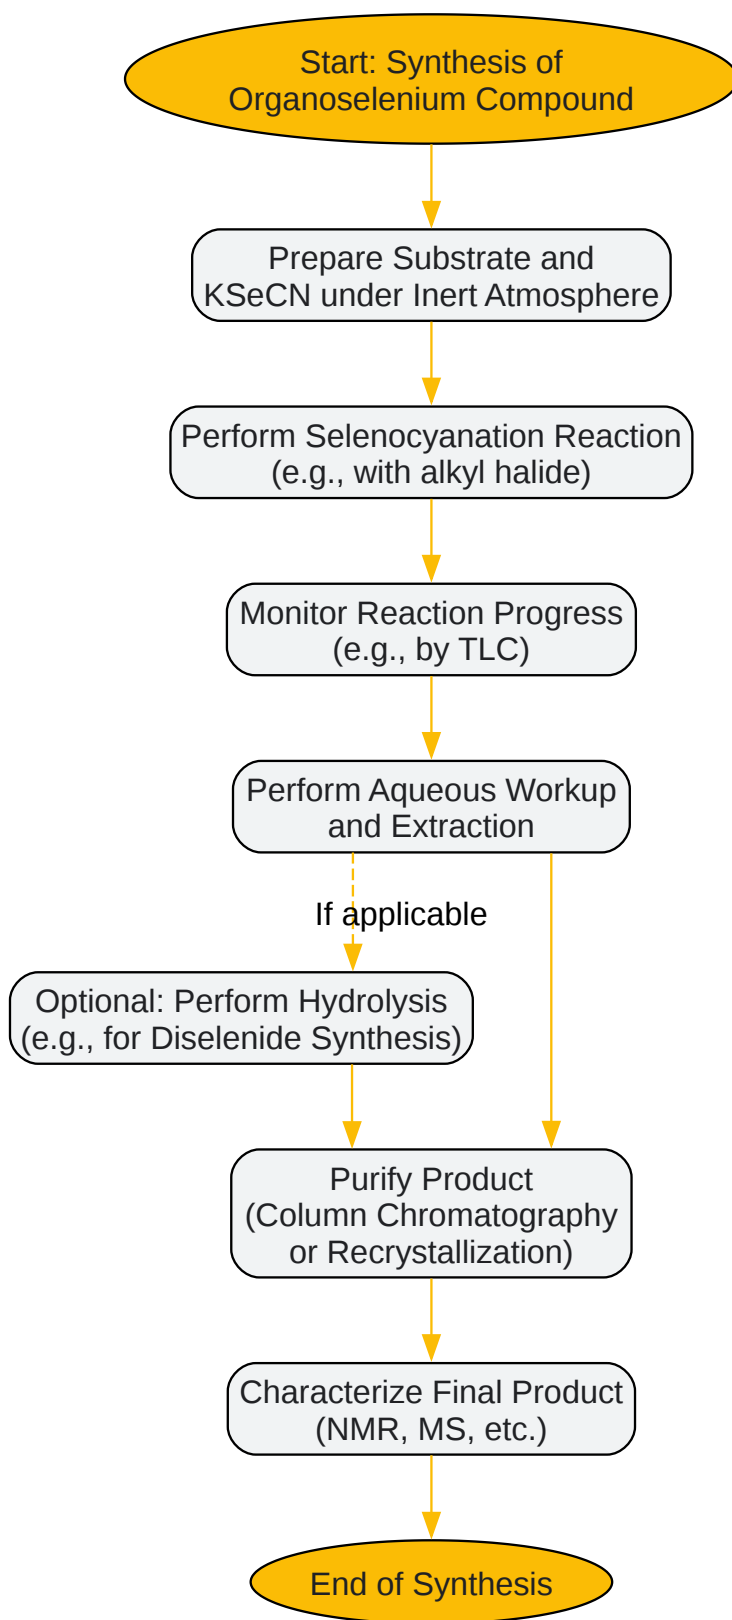 Start: Synthesis of
Organoselenium Compound
Prepare Substrate and
KSeCN under Inert Atmosphere
Perform Selenocyanation Reaction
(e.g., with alkyl halide)
Monitor Reaction Progress
(e.g., by TLC)
Perform Aqueous Workup
and Extraction
If applicable
Optional: Perform Hydrolysis
(e.g., for Diselenide Synthesis)
Purify Product
(Column Chromatography
or Recrystallization)
Characterize Final Product
(NMR, MS, etc.)
End of Synthesis